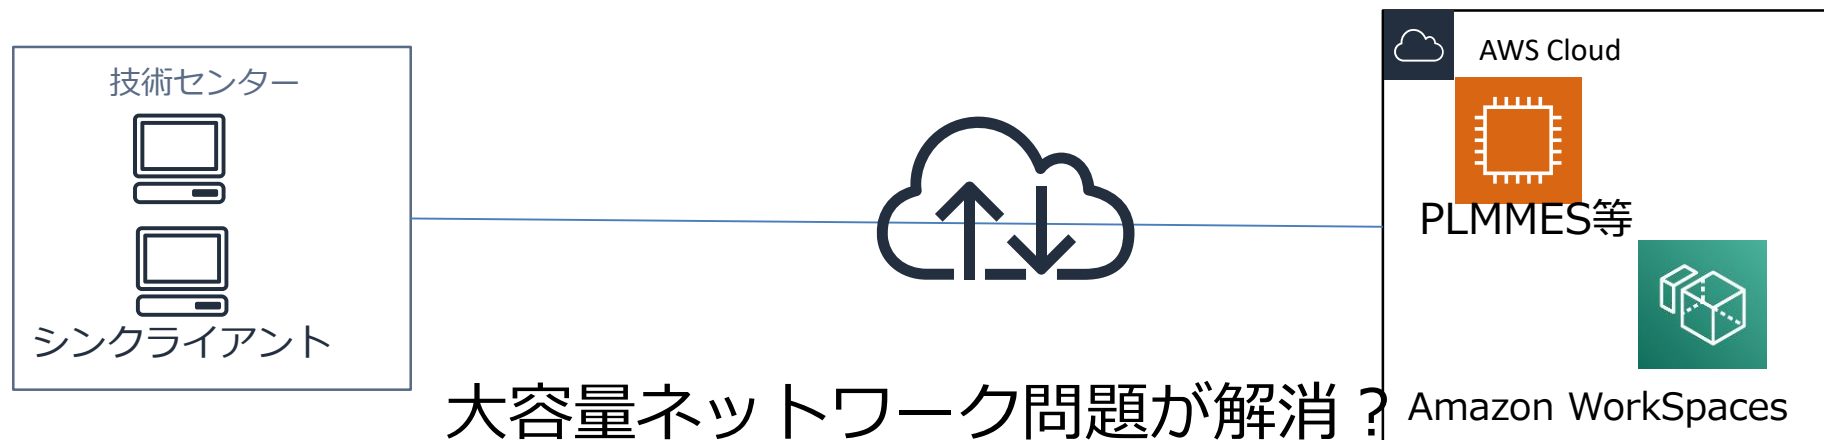 技術センター
シンクライアント
大容量ネットワーク問題が解消？
AWS Cloud
PLMMES等
Amazon WorkSpaces